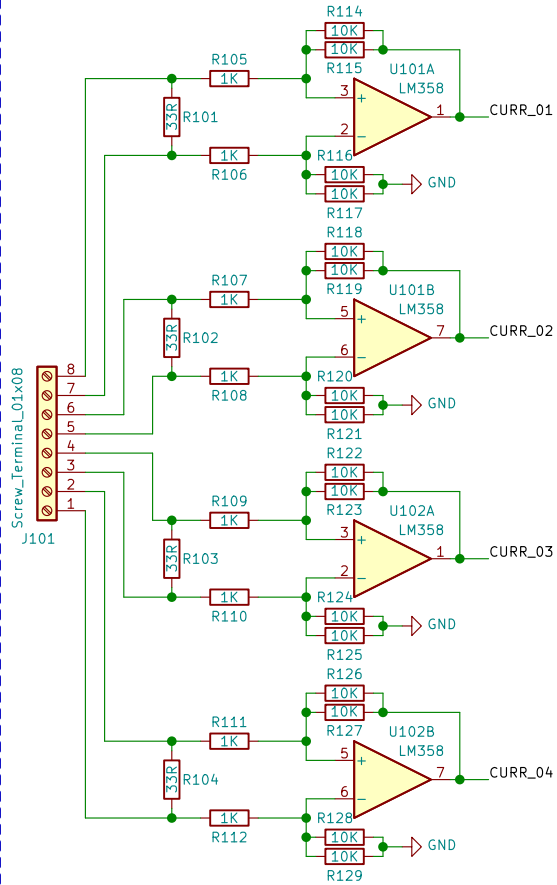 R114
10K
10K
R115
R105
1K
U101A
LM358
3
+
1
CURR_01
2
−
33R
R101
1K
R106
R116
10K
10K
R117
GND
R118
10K
10K
R119
R107
1K
U101B
LM358
5
+
7
CURR_02
6
−
33R
R102
1K
R108
R120
10K
10K
R121
GND
Screw_Terminal_01x08
8
7
6
5
4
3
2
1
J101
R122
10K
10K
R123
R109
1K
U102A
LM358
3
+
1
CURR_03
2
−
33R
R103
1K
R110
R124
10K
10K
R125
GND
R126
10K
10K
R127
R111
1K
U102B
LM358
5
+
7
CURR_04
6
−
33R
R104
1K
R112
R128
10K
10K
R129
GND